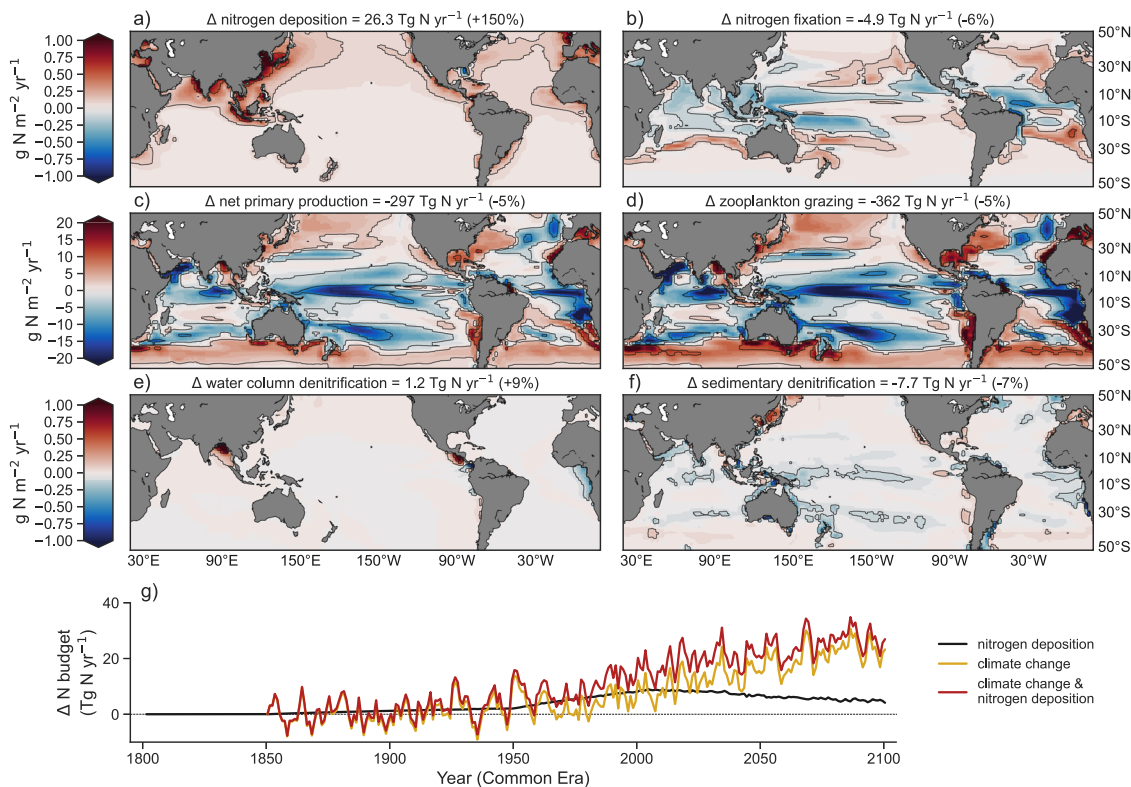 a) Δ nitrogen deposition = 26.3 Tg N yr⁻¹ (+150%)
b) Δ nitrogen fixation = -4.9 Tg N yr⁻¹ (-6%)
1.00
0.75
0.50
0.25
0.00
−0.25
−0.50
−0.75
−1.00
g N m⁻² yr⁻¹
50°N
30°N
10°N
10°S
30°S
50°S
c) Δ net primary production = -297 Tg N yr⁻¹ (-5%)
d) Δ zooplankton grazing = -362 Tg N yr⁻¹ (-5%)
20
15
10
5
0
−5
−10
−15
−20
g N m⁻² yr⁻¹
50°N
30°N
10°N
10°S
30°S
50°S
e) Δ water column denitrification = 1.2 Tg N yr⁻¹ (+9%)
f) Δ sedimentary denitrification = -7.7 Tg N yr⁻¹ (-7%)
1.00
0.75
0.50
0.25
0.00
−0.25
−0.50
−0.75
−1.00
g N m⁻² yr⁻¹
50°N
30°N
10°N
10°S
30°S
50°S
30°E 90°E 150°E 150°W 90°W 30°W
30°E 90°E 150°E 150°W 90°W 30°W
g)
Δ N budget
(Tg N yr⁻¹)
40
20
0
1800 1850 1900 1950 2000 2050 2100
Year (Common Era)
nitrogen deposition
climate change
climate change &
nitrogen deposition